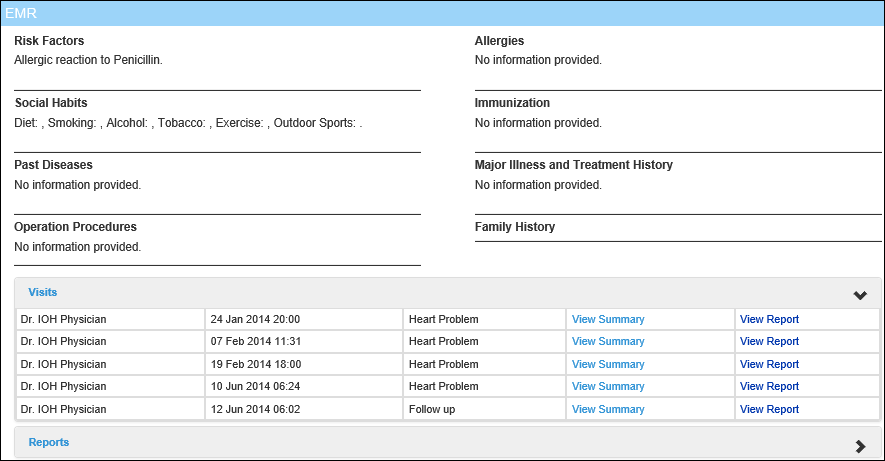 EMR
Risk Factors
Allergic reaction to Penicillin.
Allergies
No information provided.
Social Habits
Diet: , Smoking: , Alcohol: , Tobacco: , Exercise: , Outdoor Sports: .
Immunization
No information provided.
Past Diseases
No information provided.
Major Illness and Treatment History
No information provided.
Operation Procedures
No information provided.
Family History
Visits
Dr. IOH Physician 24 Jan 2014 20:00 Heart Problem View Summary View Report
Dr. IOH Physician 07 Feb 2014 11:31 Heart Problem View Summary View Report
Dr. IOH Physician 19 Feb 2014 18:00 Heart Problem View Summary View Report
Dr. IOH Physician 10 Jun 2014 06:24 Heart Problem View Summary View Report
Dr. IOH Physician 12 Jun 2014 06:02 Follow up View Summary View Report
Reports